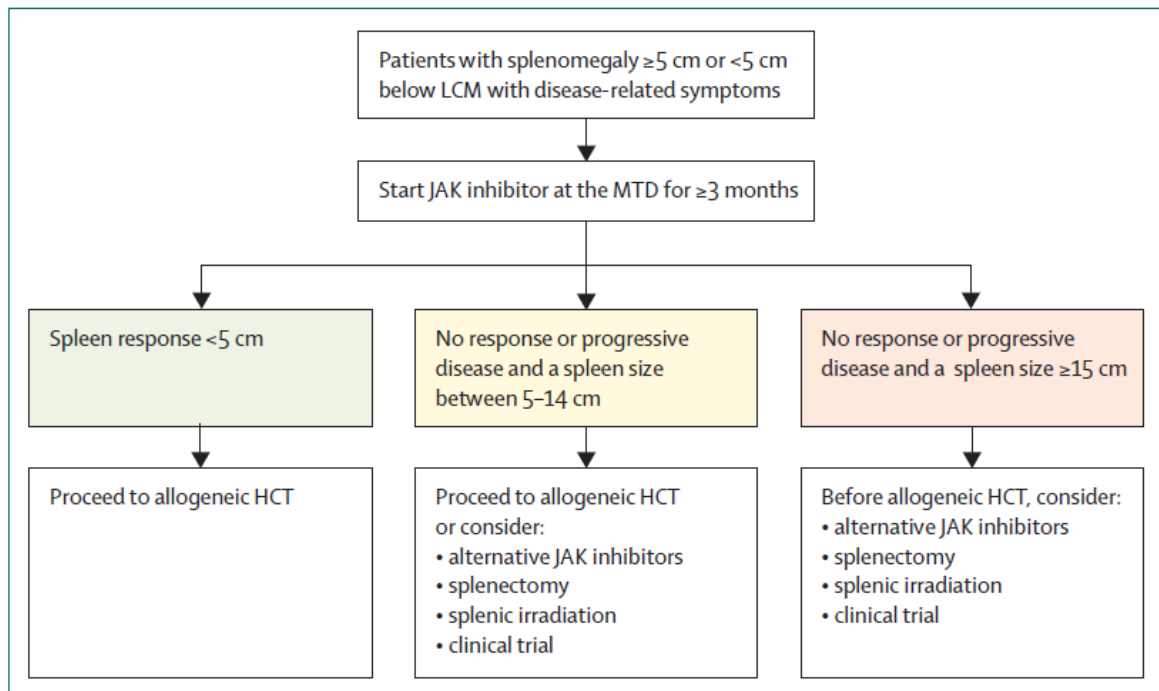 Patients with splenomegaly ≥5 cm or <5 cm
below LCM with disease-related symptoms
Start JAK inhibitor at the MTD for ≥3 months
Spleen response <5 cm
No response or progressive
disease and a spleen size
between 5–14 cm
No response or progressive
disease and a spleen size ≥15 cm
Proceed to allogeneic HCT
Proceed to allogeneic HCT
or consider:
• alternative JAK inhibitors
• splenectomy
• splenic irradiation
• clinical trial
Before allogeneic HCT, consider:
• alternative JAK inhibitors
• splenectomy
• splenic irradiation
• clinical trial